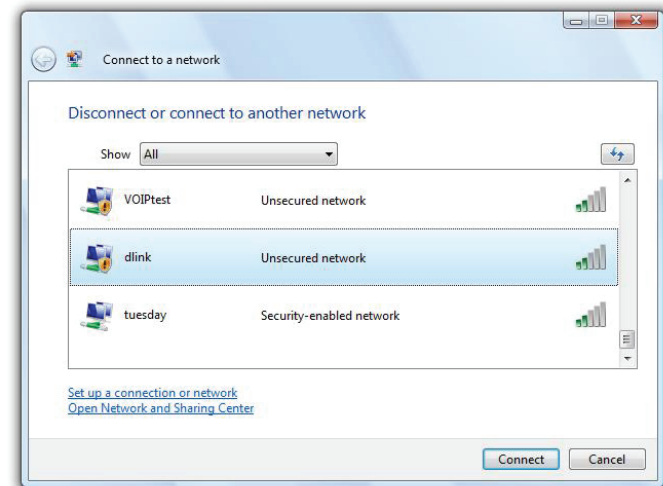 Connect to a network
Disconnect or connect to another network
Show All
VOIPtest Unsecured network
dlink Unsecured network
tuesday Security-enabled network
Set up a connection or network
Open Network and Sharing Center
Connect Cancel